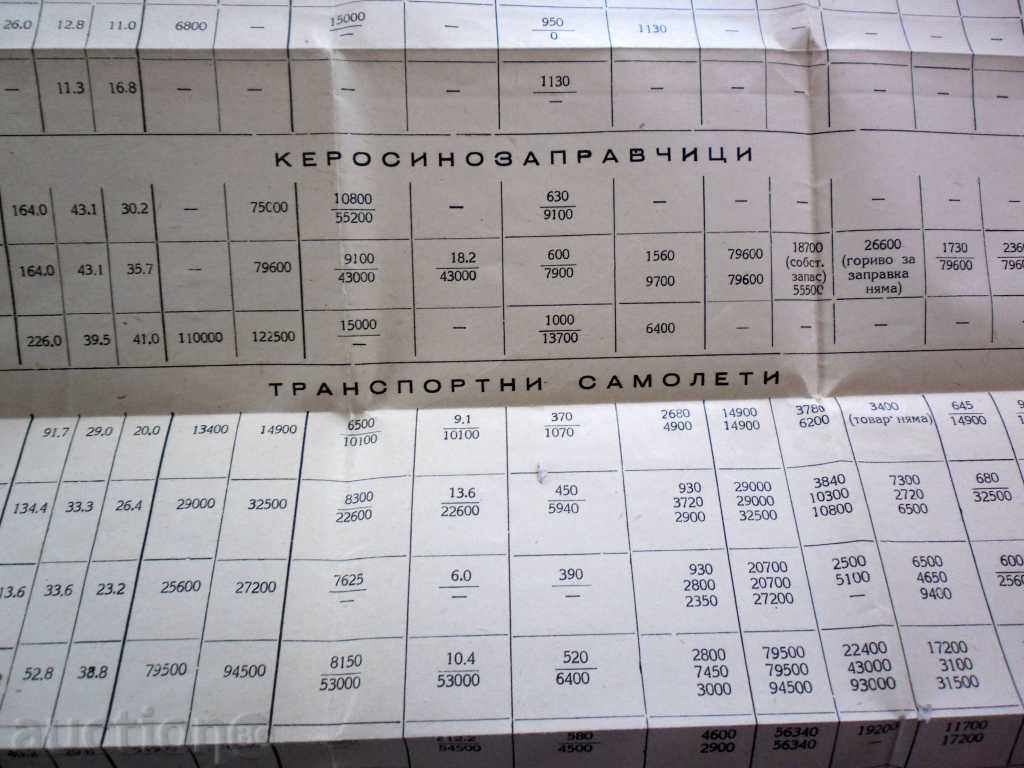 26.0 12.8 11.0 6800 — 15000 — 950 1130 — — — — —
— 0
— 11.3 16.8 — — — — 1130 — — — — — —
—
КЕРОСИНОЗАПРАВЧИЦИ
164.0 43.1 30.2 — 75000 10800 — 630 — — — — — —
55200 9100
164.0 43.1 35.7 — 79600 9100 18.2 600 1560 79600 18700 26600 1730
43000 43000 7900 9700 79600 (собст. (гориво за 79600
запас) заправка
55500 няма)
226.0 39.5 41.0 110000 122500 15000 — 1000 6400 — — — — —
— 13700
ТРАНСПОРТНИ САМОЛЕТИ
91.7 29.0 20.0 13400 14900 6500 9.1 370 2680 14900 3780 3400 645
10100 10100 1070 4900 14900 6200 (товар няма) 14900
134.4 33.3 26.4 29000 32500 8300 13.6 450 930 29000 3840 7300 680
22600 22600 5940 3720 29000 10300 2720 32500
2900 32500 10800 6500
33.6 23.2 25600 27200 7625 6.0 390 930 20700 2500 6500 600
— — — 2800 20700 5100 4650
2350 27200 — 9400
52.8 38.8 79500 94500 8150 10.4 520 2800 79500 22400 17200
53000 53000 6400 7450 79500 43000 3100
3000 94500 93000 31500
580 4600 56340 19200 11700
54500 4500 2900 56340 — 17200
auction.BG